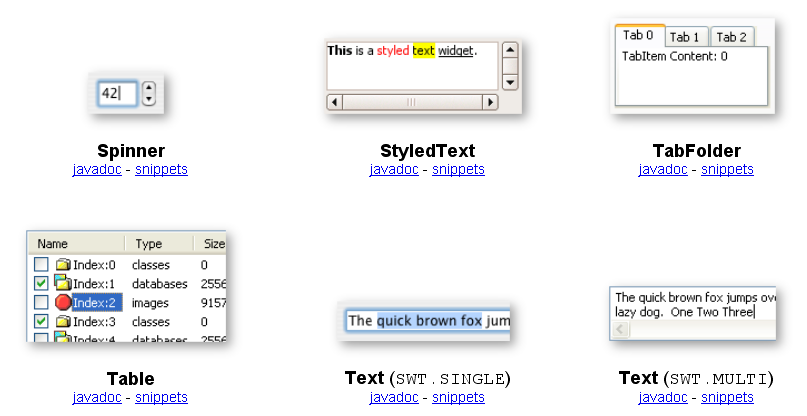 42
Spinner
javadoc - snippets
This is a styled text widget.
StyledText
javadoc - snippets
Tab 0 Tab 1 Tab 2
TabItem Content: 0
TabFolder
javadoc - snippets
Name Type Size
Index:0 classes 0
Index:1 databases 2556
Index:2 images 9157
Index:3 classes 0
Index:4 databases 2556
Table
javadoc - snippets
The quick brown fox jum
Text (SWT.SINGLE)
javadoc - snippets
The quick brown fox jumps ove
lazy dog. One Two Three
Text (SWT.MULTI)
javadoc - snippets